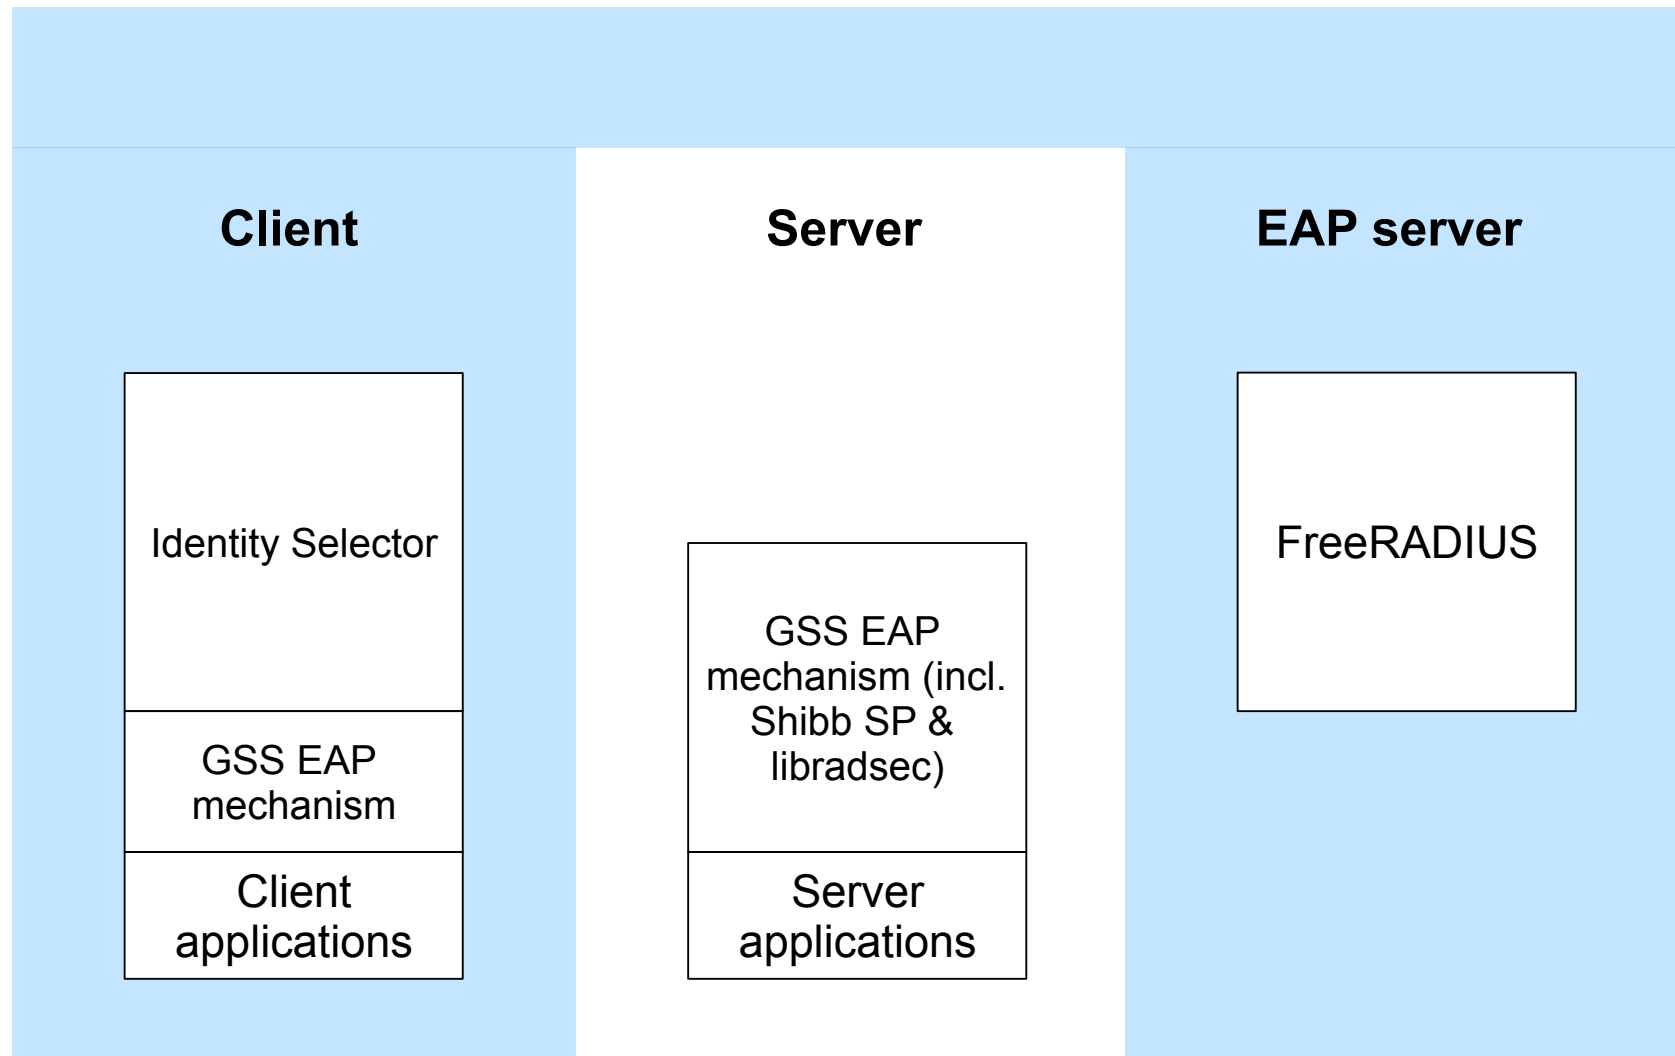 Client
Server
EAP server
Identity Selector
GSS EAP
mechanism
Client
applications
GSS EAP
mechanism (incl.
Shibb SP &
libradsec)
Server
applications
FreeRADIUS